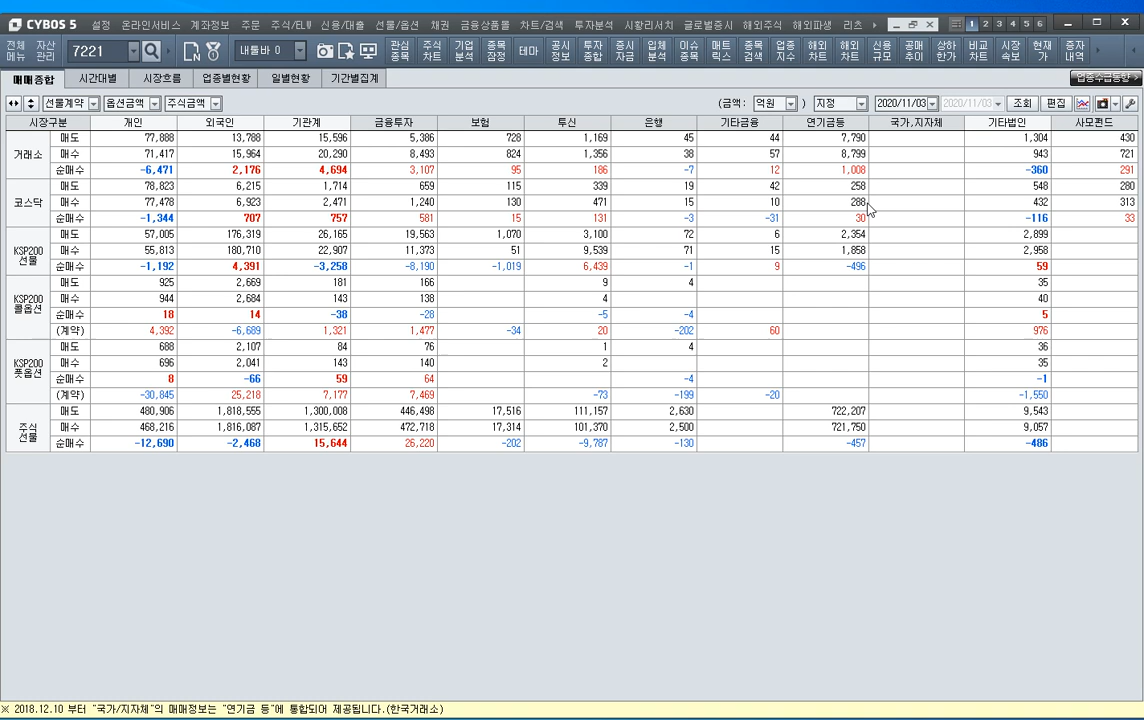 CYBOS 5 설정 온라인서비스 계좌정보 주문 주식/ELW 신용/대출 선물/옵션 채권 금융상품몰 차트/검색 투자분석 시황리서치 글로벌증시 해외주식 해외파생 리츠 1 2 3 4 5 6
전체메뉴 자산관리 7221 내툴바 0 관심종목 주식차트 기업분석 종목잠정 테마 공시정보 투자종합 증시자금 입체분석 이슈종목 매트릭스 종목검색 업종지수 해외차트 해외차트 신용규모 공매추이 상하한가 비교차트 시장속보 현재가 증자내역
매매종합 시간대별 시장흐름 업종별현황 일별현황 기간별집계 업종수급동향 >
선물계약 옵션금액 주식금액 (금액: 억원 ) 지정 2020/11/03 2020/11/03 조회 편집
시장구분 개인 외국인 기관계 금융투자 보험 투신 은행 기타금융 연기금등 국가,지자체 기타법인 사모펀드
거래소 매도 77,888 13,788 15,596 5,386 728 1,169 45 44 7,790 1,304 430
매수 71,417 15,964 20,290 8,493 824 1,356 38 57 8,799 943 721
순매수 -6,471 2,176 4,694 3,107 95 186 -7 12 1,008 -360 291
코스닥 매도 78,823 6,215 1,714 659 115 339 19 42 258 548 280
매수 77,478 6,923 2,471 1,240 130 471 15 10 288 432 313
순매수 -1,344 707 757 581 15 131 -3 -31 30 -116 33
KSP200 선물 매도 57,005 176,319 26,165 19,563 1,070 3,100 72 6 2,354 2,899
매수 55,813 180,710 22,907 11,373 51 9,539 71 15 1,858 2,958
순매수 -1,192 4,391 -3,258 -8,190 -1,019 6,439 -1 9 -496 59
KSP200 콜옵션 매도 925 2,669 181 166 9 4 35
매수 944 2,684 143 138 4 40
순매수 18 14 -38 -28 -5 -4 5
(계약) 4,392 -6,689 1,321 1,477 -34 20 -202 60 976
KSP200 풋옵션 매도 688 2,107 84 76 1 4 36
매수 696 2,041 143 140 2 35
순매수 8 -66 59 64 -4 -1
(계약) -30,845 25,218 7,177 7,469 -73 -199 -20 -1,550
주식 선물 매도 480,906 1,818,555 1,300,008 446,498 17,516 111,157 2,630 722,207 9,543
매수 468,216 1,816,087 1,315,652 472,718 17,314 101,370 2,500 721,750 9,057
순매수 -12,690 -2,468 15,644 26,220 -202 -9,787 -130 -457 -486
※ 2018.12.10 부터 "국가/지자체"의 매매정보는 "연기금 등"에 통합되어 제공됩니다.(한국거래소)